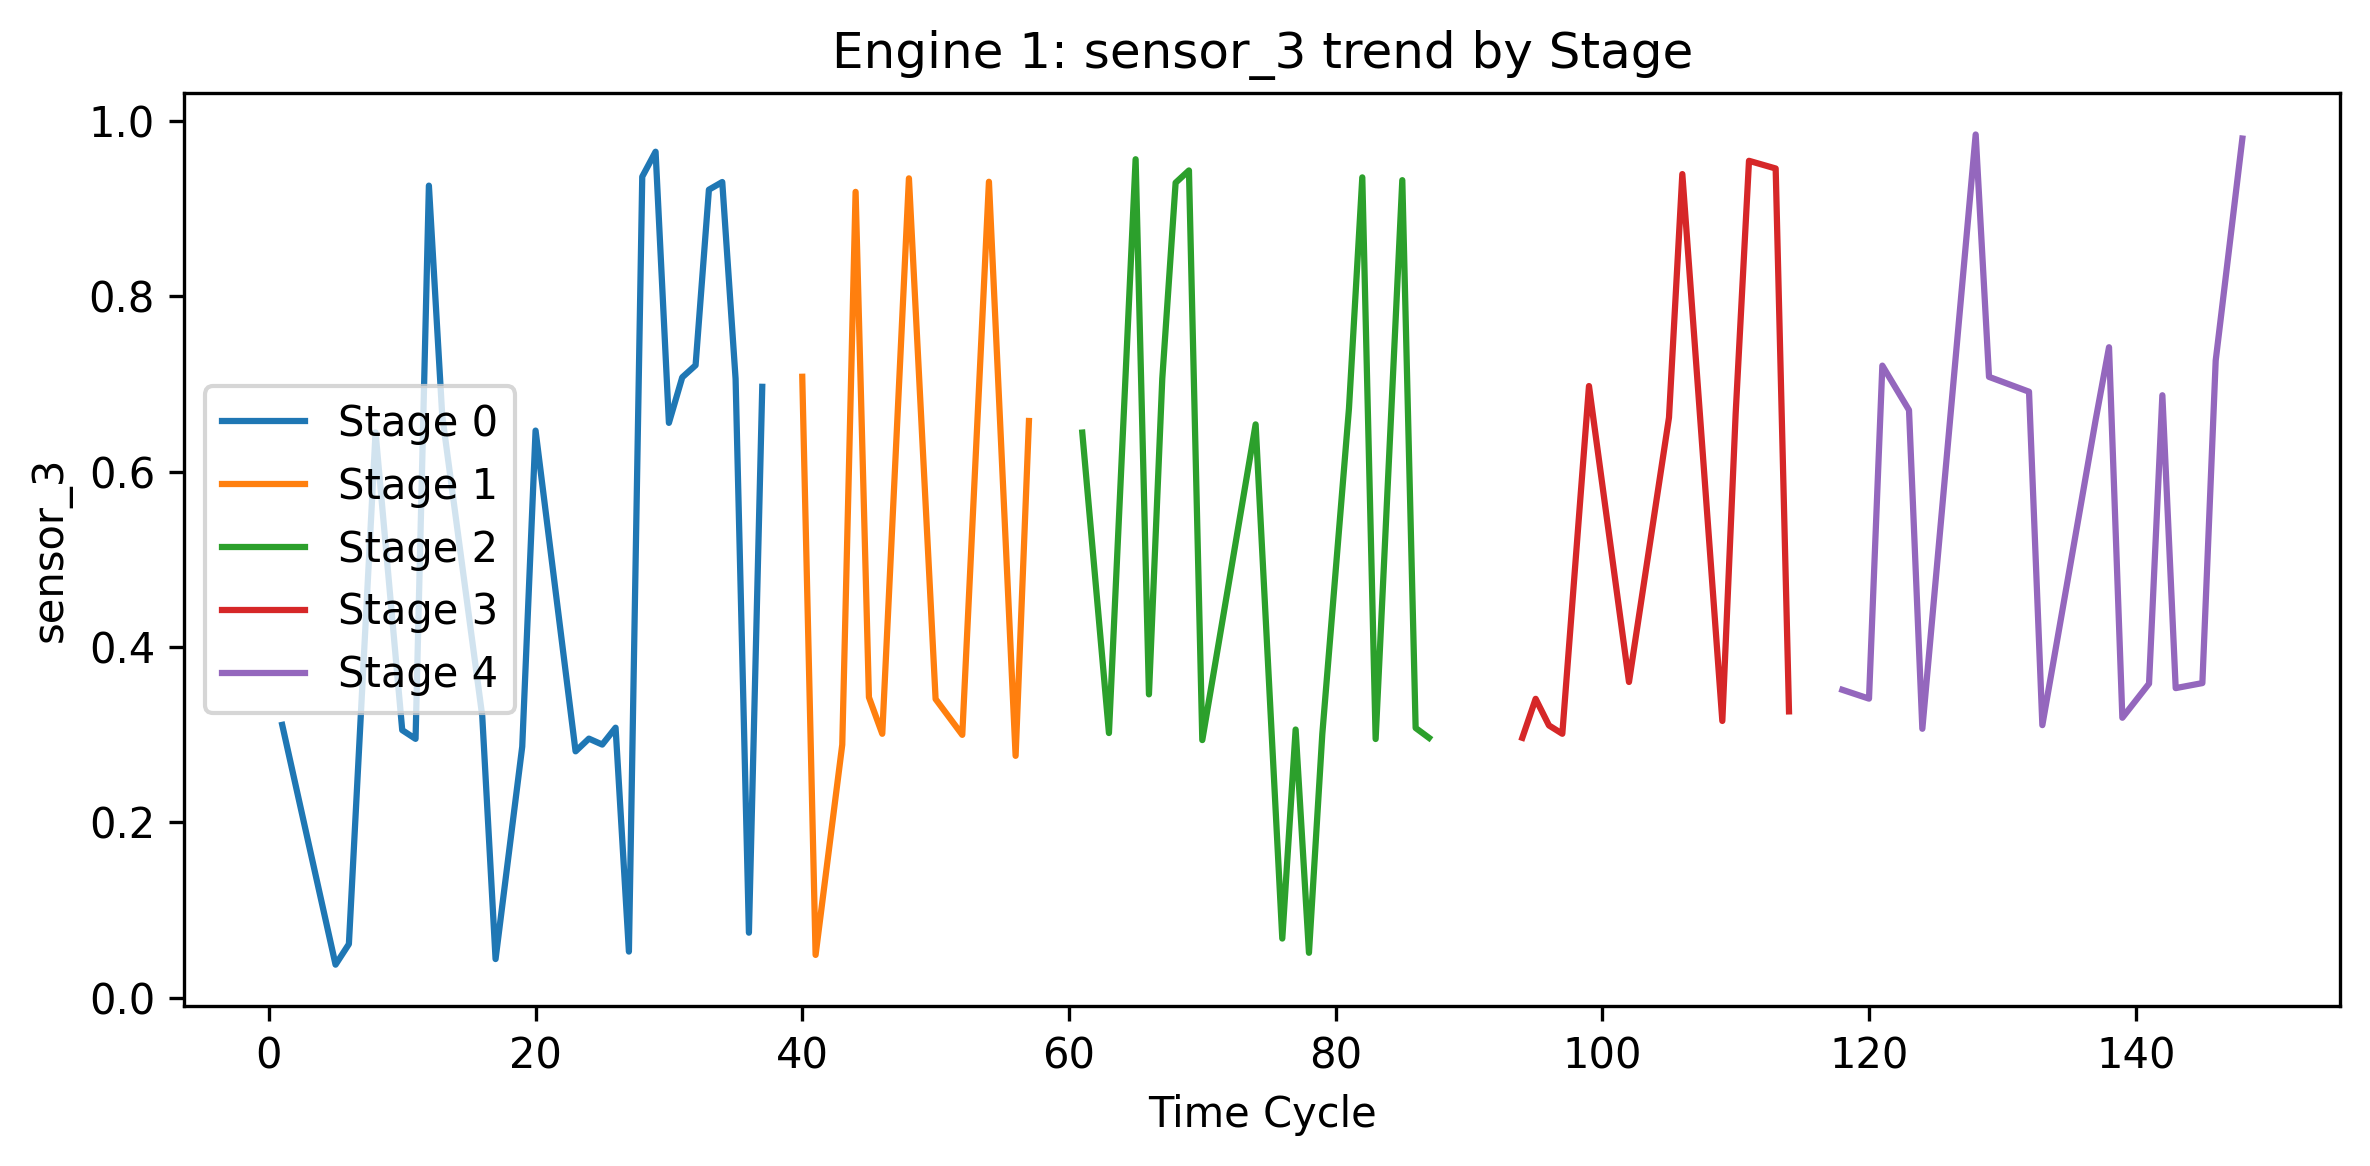 Engine 1: sensor_3 trend by Stage
1.0
0.8
0.6
0.4
0.2
0.0
sensor_3
Stage 0
Stage 1
Stage 2
Stage 3
Stage 4
0 20 40 60 80 100 120 140
Time Cycle